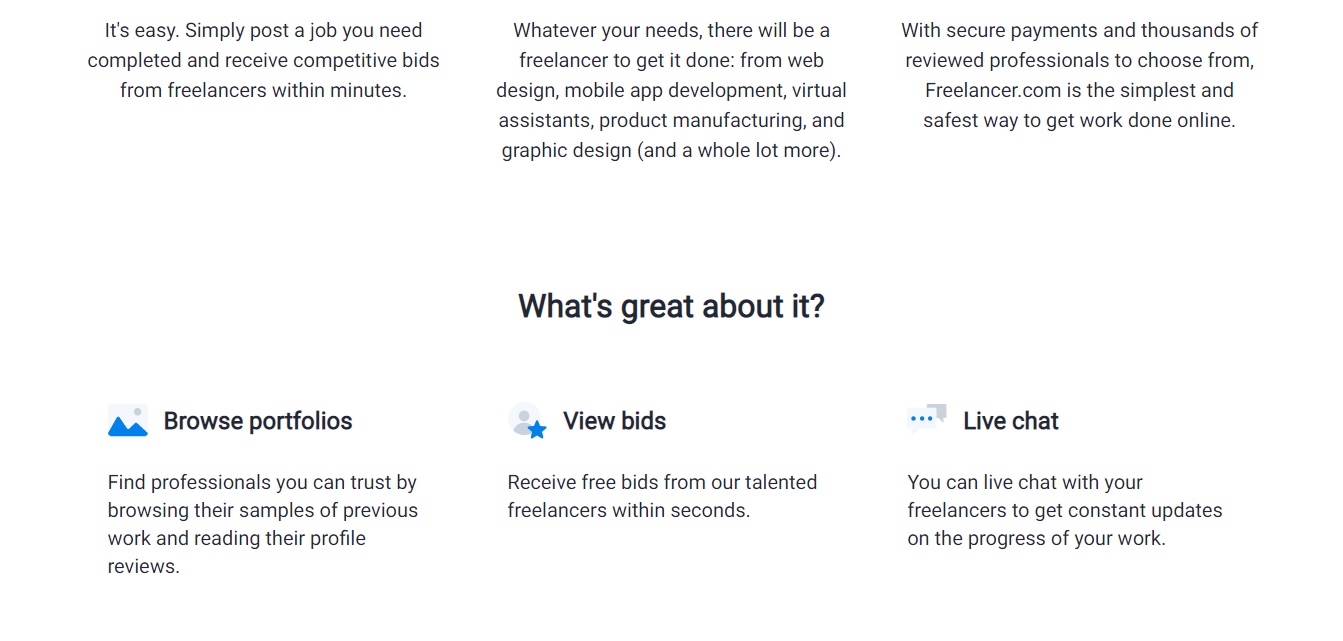 It's easy. Simply post a job you need
completed and receive competitive bids
from freelancers within minutes.
Whatever your needs, there will be a
freelancer to get it done: from web
design, mobile app development, virtual
assistants, product manufacturing, and
graphic design (and a whole lot more).
With secure payments and thousands of
reviewed professionals to choose from,
Freelancer.com is the simplest and
safest way to get work done online.
What's great about it?
Browse portfolios
Find professionals you can trust by
browsing their samples of previous
work and reading their profile
reviews.
View bids
Receive free bids from our talented
freelancers within seconds.
Live chat
You can live chat with your
freelancers to get constant updates
on the progress of your work.